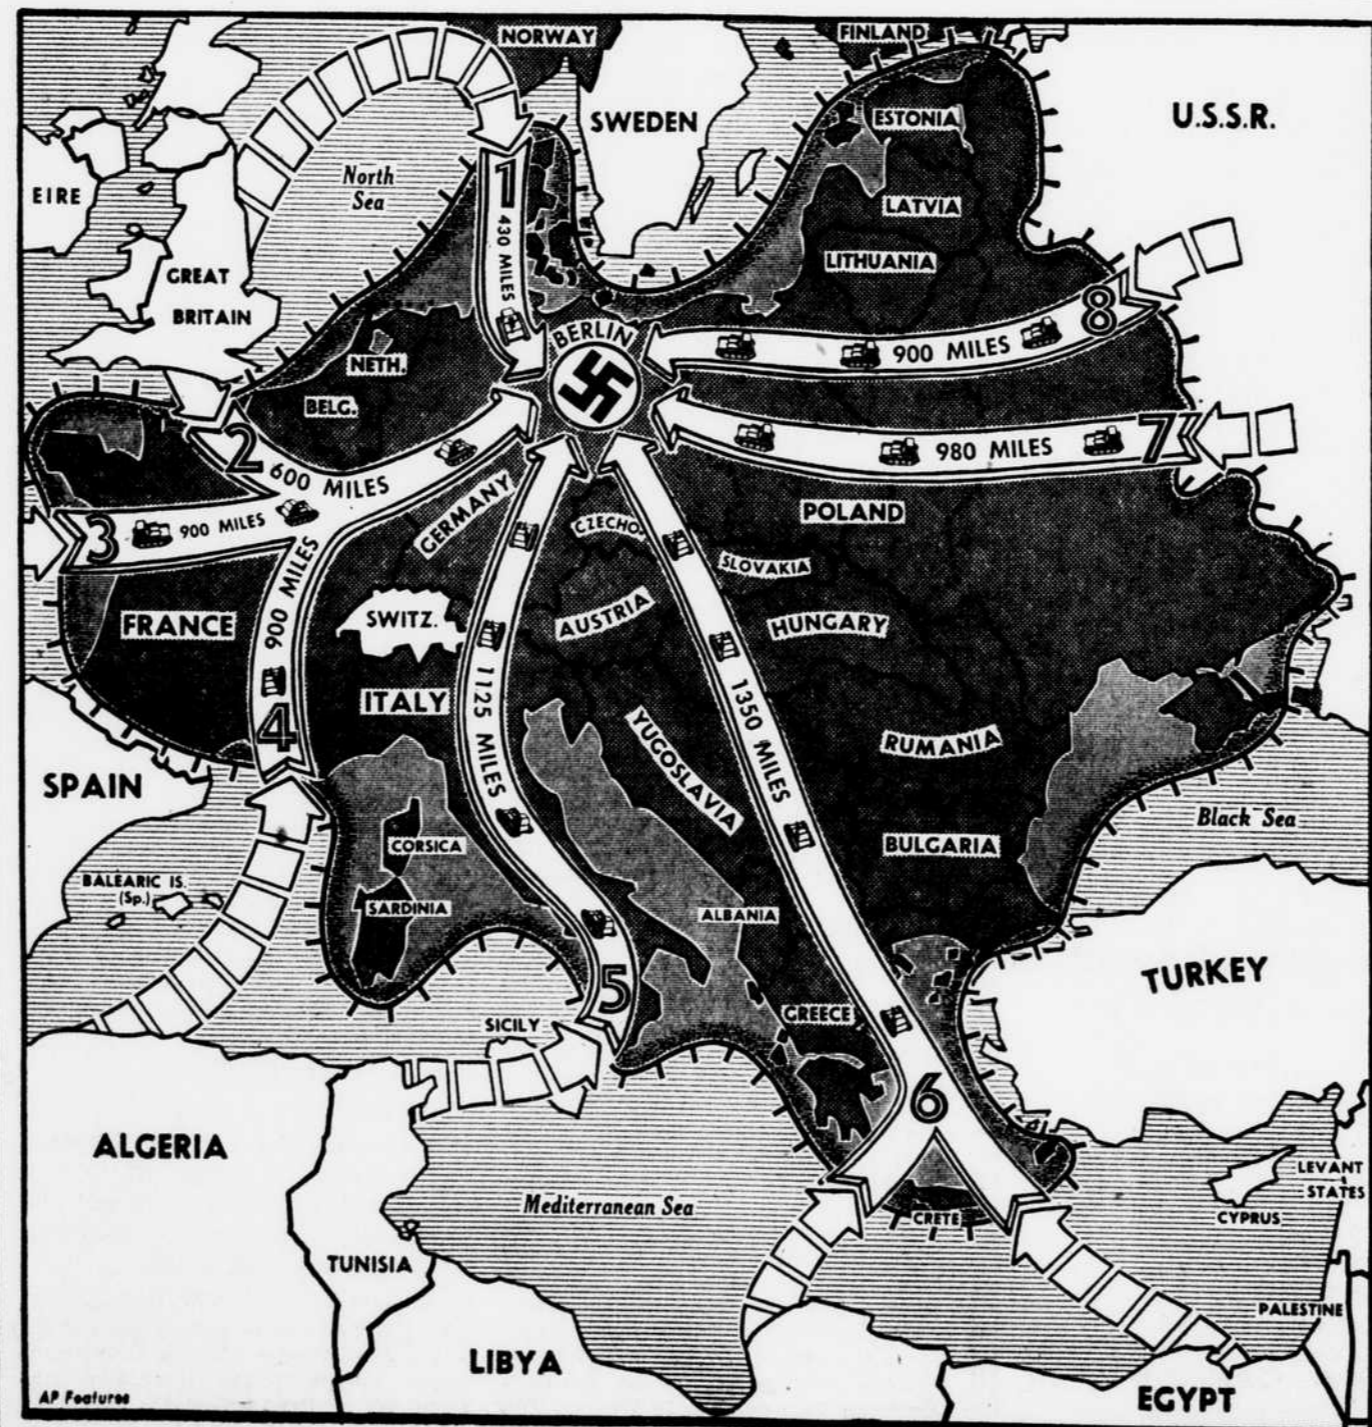 NORWAY
FINLAND
SWEDEN
U.S.S.R.
ESTONIA
North
Sea
1
EIRE
LATVIA
430 MILES
LITHUANIA
GREAT
BRITAIN
8
900 MILES
BERLIN
NETH.
BELG.
2
600 MILES
7
980 MILES
3
900 MILES
GERMANY
CZECHO.
POLAND
SLOVAKIA
900 MILES
FRANCE
SWITZ.
AUSTRIA
HUNGARY
ITALY
1125 MILES
1350 MILES
4
YUGOSLAVIA
RUMANIA
SPAIN
Black Sea
CORSICA
BULGARIA
BALEARIC IS.
(Sp.)
SARDINIA
ALBANIA
TURKEY
5
SICILY
GREECE
6
ALGERIA
LEVANT
STATES
Mediterranean Sea
CRETE
CYPRUS
TUNISIA
PALESTINE
LIBYA
EGYPT
AP Features